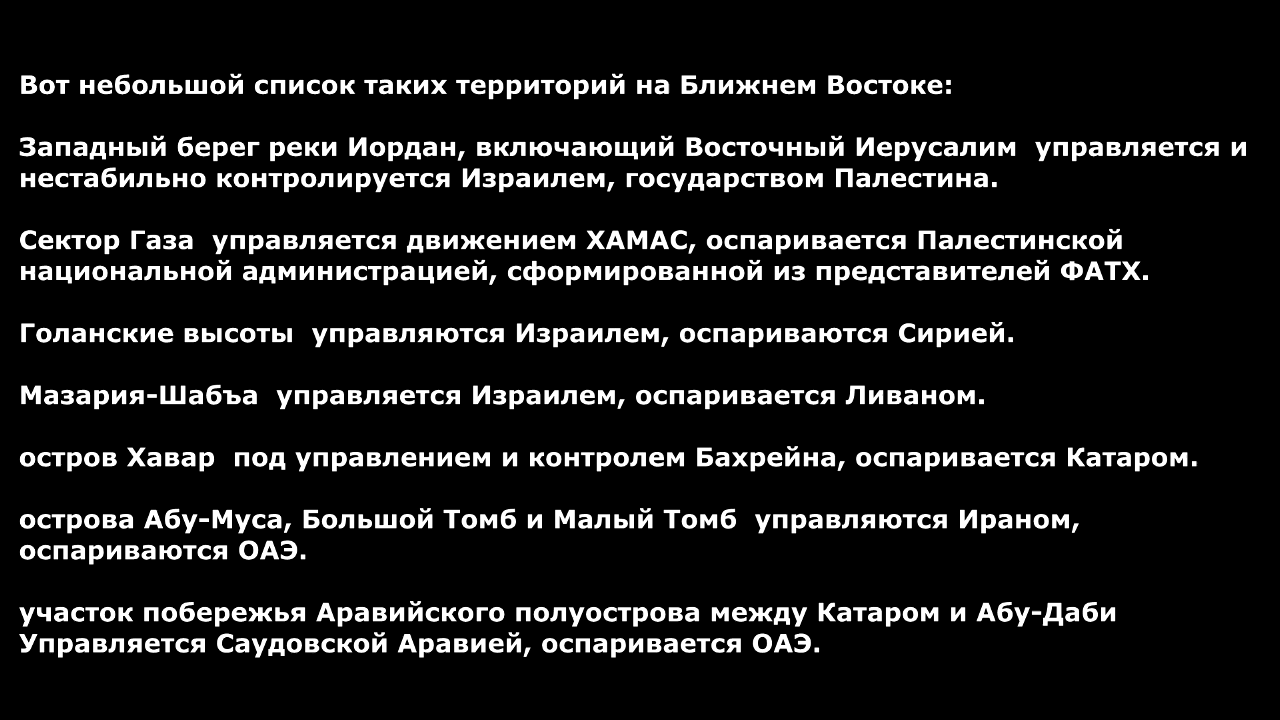 Вот небольшой список таких территорий на Ближнем Востоке:
Западный берег реки Иордан, включающий Восточный Иерусалим  управляется и
нестабильно контролируется Израилем, государством Палестина.
Сектор Газа  управляется движением ХАМАС, оспаривается Палестинской
национальной администрацией, сформированной из представителей ФАТХ.
Голанские высоты  управляются Израилем, оспариваются Сирией.
Мазария-Шабъа  управляется Израилем, оспаривается Ливаном.
остров Хавар  под управлением и контролем Бахрейна, оспаривается Катаром.
острова Абу-Муса, Большой Томб и Малый Томб  управляются Ираном,
оспариваются ОАЭ.
участок побережья Аравийского полуострова между Катаром и Абу-Даби
Управляется Саудовской Аравией, оспаривается ОАЭ.